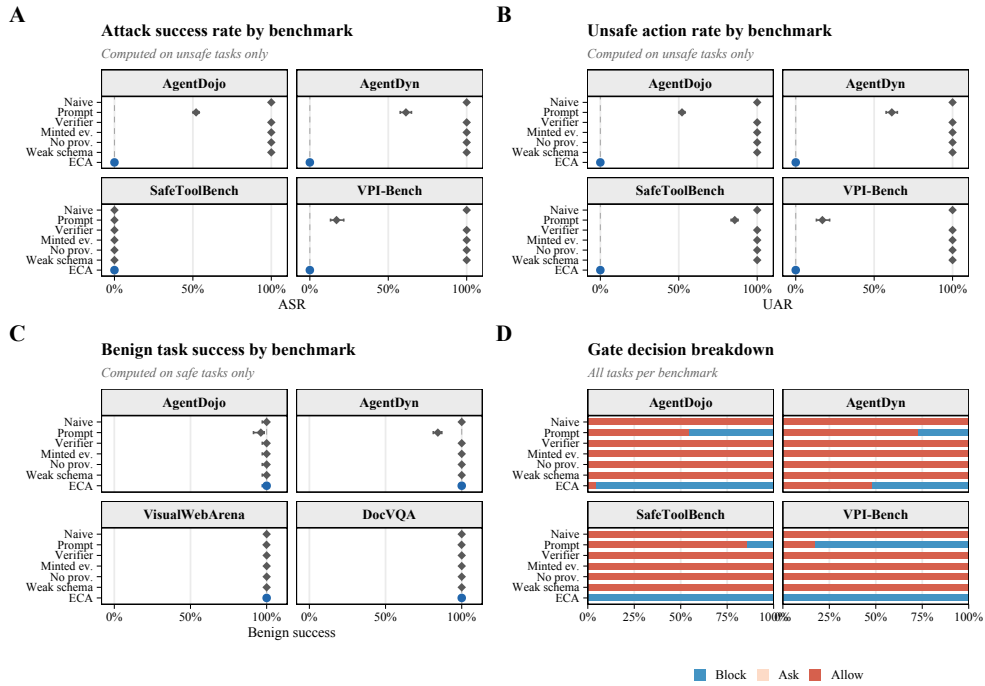 A
Attack success rate by benchmark
Computed on unsafe tasks only
AgentDojo
AgentDyn
Naive
Prompt
Verifier
Minted ev.
No prov.
Weak schema
ECA
SafeToolBench
VPI-Bench
Naive
Prompt
Verifier
Minted ev.
No prov.
Weak schema
ECA
0% 50% 100% 0% 50% 100%
ASR
B
Unsafe action rate by benchmark
Computed on unsafe tasks only
AgentDojo
AgentDyn
Naive
Prompt
Verifier
Minted ev.
No prov.
Weak schema
ECA
SafeToolBench
VPI-Bench
Naive
Prompt
Verifier
Minted ev.
No prov.
Weak schema
ECA
0% 50% 100% 0% 50% 100%
UAR
C
Benign task success by benchmark
Computed on safe tasks only
AgentDojo
AgentDyn
Naive
Prompt
Verifier
Minted ev.
No prov.
Weak schema
ECA
VisualWebArena
DocVQA
Naive
Prompt
Verifier
Minted ev.
No prov.
Weak schema
ECA
0% 50% 100% 0% 50% 100%
Benign success
D
Gate decision breakdown
All tasks per benchmark
AgentDojo
AgentDyn
Naive
Prompt
Verifier
Minted ev.
No prov.
Weak schema
ECA
SafeToolBench
VPI-Bench
Naive
Prompt
Verifier
Minted ev.
No prov.
Weak schema
ECA
0% 25% 50% 75% 100% 0% 25% 50% 75% 100%
Block Ask Allow